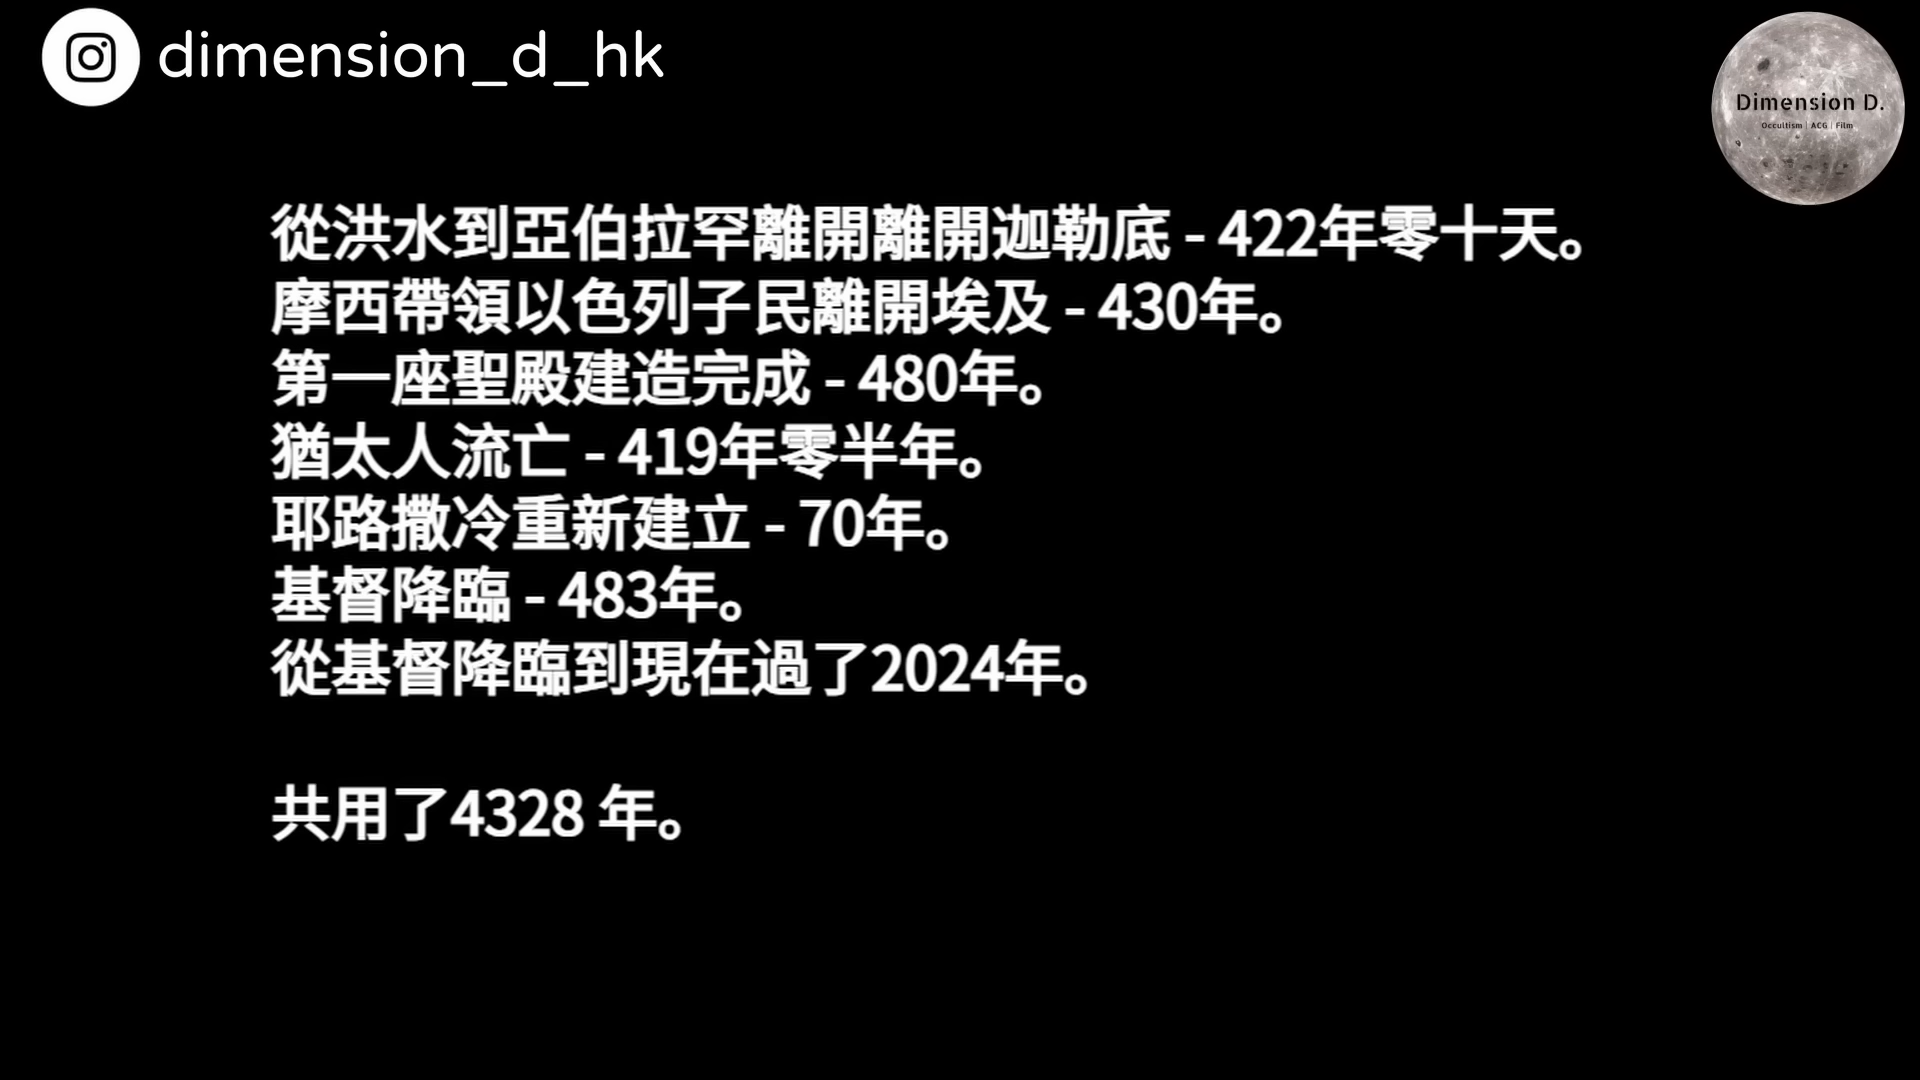 dimension_d_hk
Dimension D.
Occultism | ACG | Film
從洪水到亞伯拉罕離開離開迦勒底 - 422年零十天。
摩西帶領以色列子民離開埃及 - 430年。
第一座聖殿建造完成 - 480年。
猶太人流亡 - 419年零半年。
耶路撒冷重新建立 - 70年。
基督降臨 - 483年。
從基督降臨到現在過了2024年。
共用了4328 年。